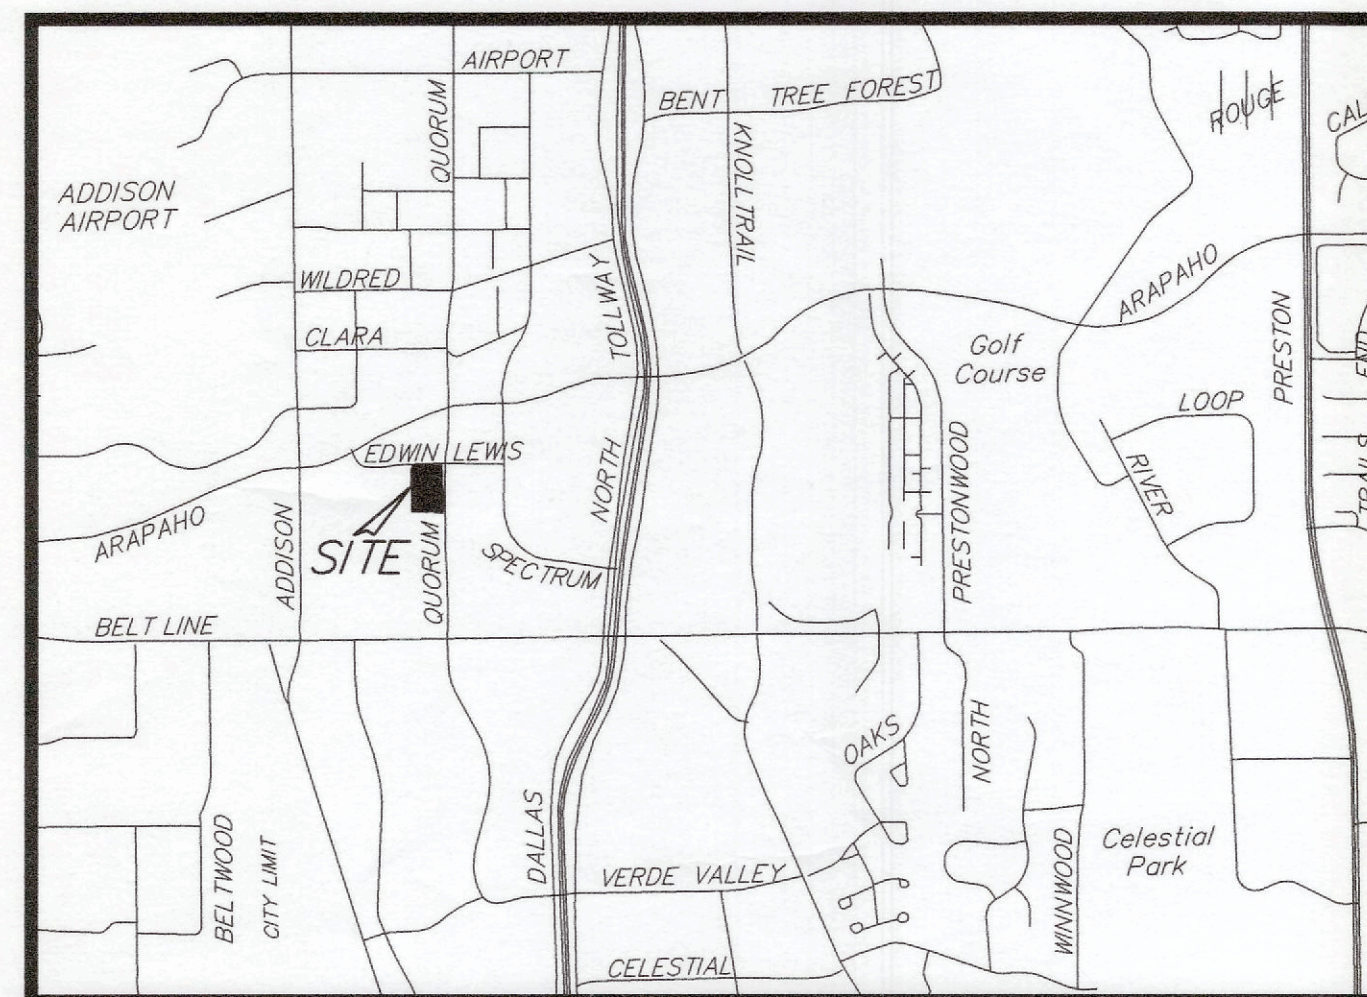 AIRPORT
QUORUM
BENT TREE FOREST
KNOLL TRAIL
ROUGE
CAL
ADDISON
AIRPORT
WILDRED
TOLLWAY
ARAPAHO
PRESTON
CLARA
Golf
Course
LOOP
EDWIN LEWIS
NORTH
PRESTONWOOD
RIVER
TRAILS END
ARAPAHO
ADDISON
SITE
QUORUM
SPECTRUM
BELT LINE
OAKS
NORTH
DALLAS
BELTWOOD
CITY LIMIT
VERDE VALLEY
WINNWOOD
Celestial
Park
CELESTIAL